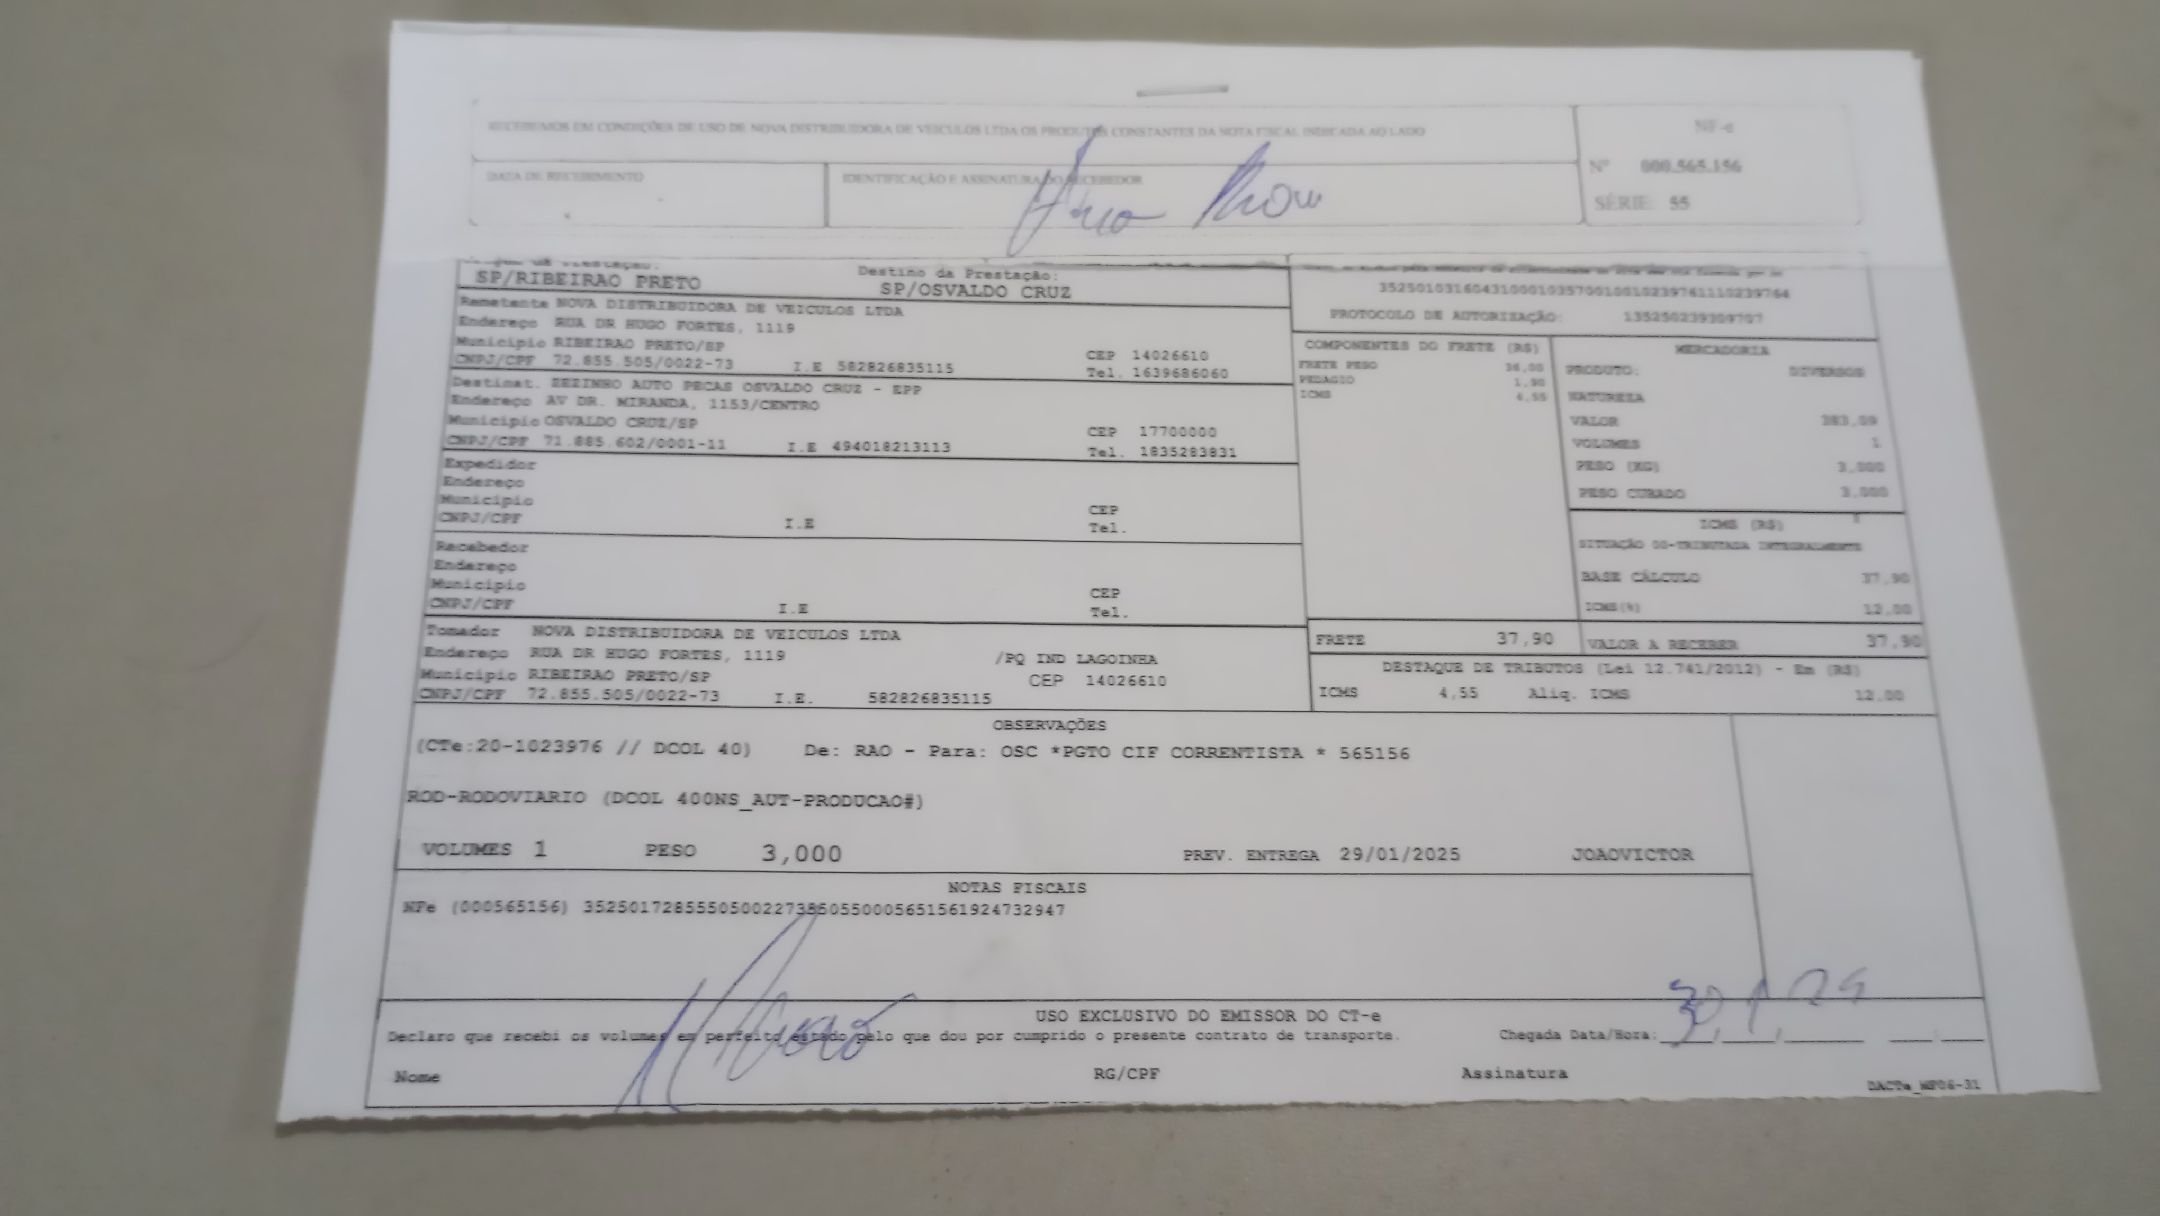 RECEBEMOS EM CONDIÇÕES DE USO DE NOVA DISTRIBUIDORA DE VEICULOS LTDA OS PRODUTOS CONSTANTES DA NOTA FISCAL INDICADA AO LADO
NF-e
Nº 000.565.156
SÉRIE: 55
DATA DE RECEBIMENTO
IDENTIFICAÇÃO E ASSINATURA DO RECEBEDOR
SP/RIBEIRAO PRETO
Destino da Prestação:
SP/OSVALDO CRUZ
PROTOCOLO DE AUTORIZAÇÃO: 135250239309707
Remetente NOVA DISTRIBUIDORA DE VEICULOS LTDA
Endereço RUA DR HUGO FORTES, 1119
Municipio RIBEIRAO PRETO/SP
CEP 14026610
CNPJ/CPF 72.855.505/0022-73 I.E 582826835115
Tel. 1639686060
Destinat. ZEZINHO AUTO PECAS OSVALDO CRUZ - EPP
Endereço AV DR. MIRANDA, 1153/CENTRO
Municipio OSVALDO CRUZ/SP
CEP 17700000
CNPJ/CPF 71.885.602/0001-11 I.E 494018213113
Tel. 1835283831
Expedidor
Endereço
Municipio
CEP
CNPJ/CPF I.E
Tel.
Recebedor
Endereço
Municipio
CEP
CNPJ/CPF I.E
Tel.
Tomador NOVA DISTRIBUIDORA DE VEICULOS LTDA
Endereço RUA DR HUGO FORTES, 1119 /PQ IND LAGOINHA
Municipio RIBEIRAO PRETO/SP CEP 14026610
CNPJ/CPF 72.855.505/0022-73 I.E. 582826835115
COMPONENTES DO FRETE (R$)
FRETE PESO
PEDAGIO 1,90
ICMS 4,55
MERCADORIA
PRODUTO: DIVERSOS
NATUREZA
VALOR 383,09
VOLUMES 1
PESO (KG) 3,000
PESO CUBADO 3,000
ICMS (R$)
SITUAÇÃO 00-TRIBUTADA INTEGRALMENTE
BASE CÁLCULO 37,90
ICMS(%) 12,00
FRETE 37,90
VALOR A RECEBER 37,90
DESTAQUE DE TRIBUTOS (Lei 12.741/2012) - Em (R$)
ICMS 4,55 Aliq. ICMS 12,00
OBSERVAÇÕES
(CTe:20-1023976 // DCOL 40) De: RAO - Para: OSC *PGTO CIF CORRENTISTA * 565156
ROD-RODOVIARIO (DCOL 400NS_AUT-PRODUCAO#)
VOLUMES 1 PESO 3,000 PREV. ENTREGA 29/01/2025 JOAOVICTOR
NOTAS FISCAIS
NFe (000565156) 35250172855505002273550550005651561924732947
USO EXCLUSIVO DO EMISSOR DO CT-e
Declaro que recebi os volumes em perfeito estado pelo que dou por cumprido o presente contrato de transporte.
Chegada Data/Hora: 30/1/25
Nome RG/CPF Assinatura
DACTe_MP06-31